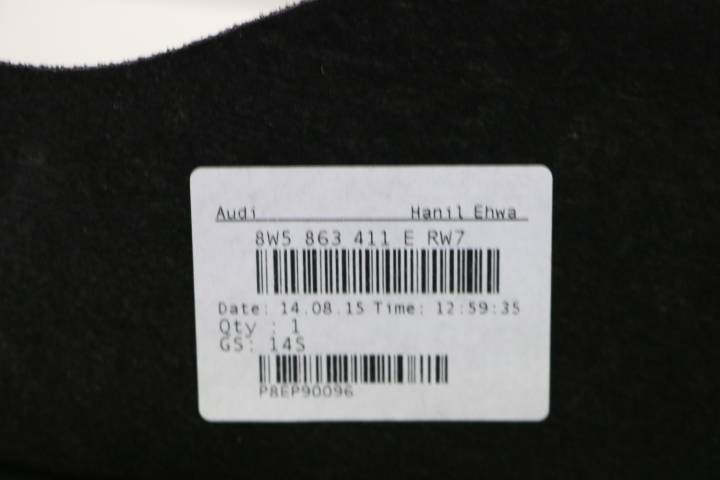 Audi Hanil Ehwa
8W5 863 411 E RW7
Date: 14.08.15 Time: 12:59:35
Qty : 1
GS: 14S
P8EP90096